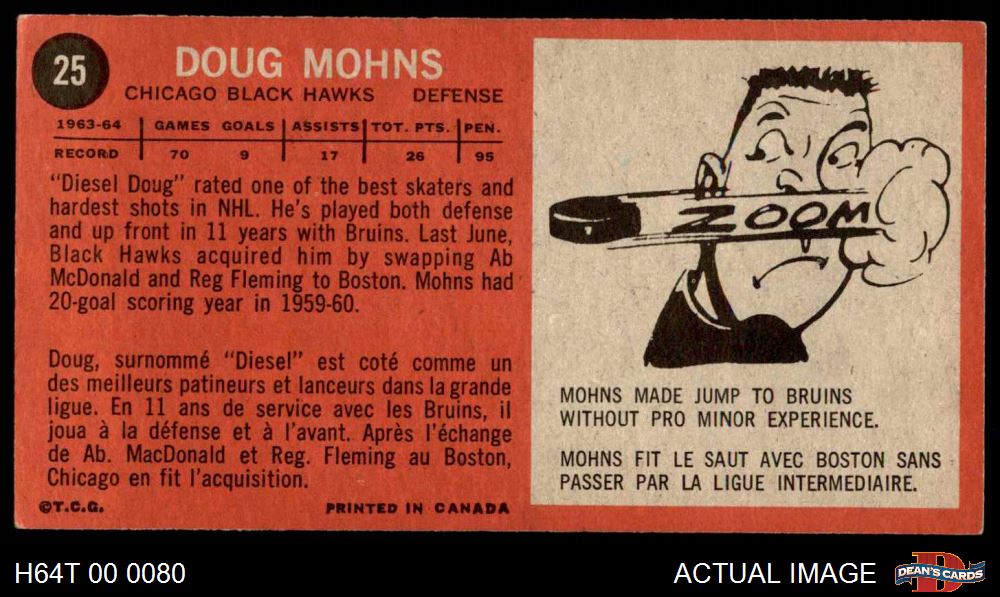 25
DOUG MOHNS
CHICAGO BLACK HAWKS DEFENSE
1963-64 GAMES GOALS ASSISTS TOT. PTS. PEN.
RECORD 70 9 17 26 95
"Diesel Doug" rated one of the best skaters and
hardest shots in NHL. He's played both defense
and up front in 11 years with Bruins. Last June,
Black Hawks acquired him by swapping Ab
McDonald and Reg Fleming to Boston. Mohns had
20-goal scoring year in 1959-60.
Doug, surnommé "Diesel" est coté comme un
des meilleurs patineurs et lanceurs dans la grande
ligue. En 11 ans de service avec les Bruins, il
joua à la défense et à l'avant. Après l'échange
de Ab. MacDonald et Reg. Fleming au Boston,
Chicago en fit l'acquisition.
©T.C.G. PRINTED IN CANADA
ZOOM
MOHNS MADE JUMP TO BRUINS
WITHOUT PRO MINOR EXPERIENCE.
MOHNS FIT LE SAUT AVEC BOSTON SANS
PASSER PAR LA LIGUE INTERMEDIAIRE.
H64T 00 0080
ACTUAL IMAGE
DEAN'S CARDS